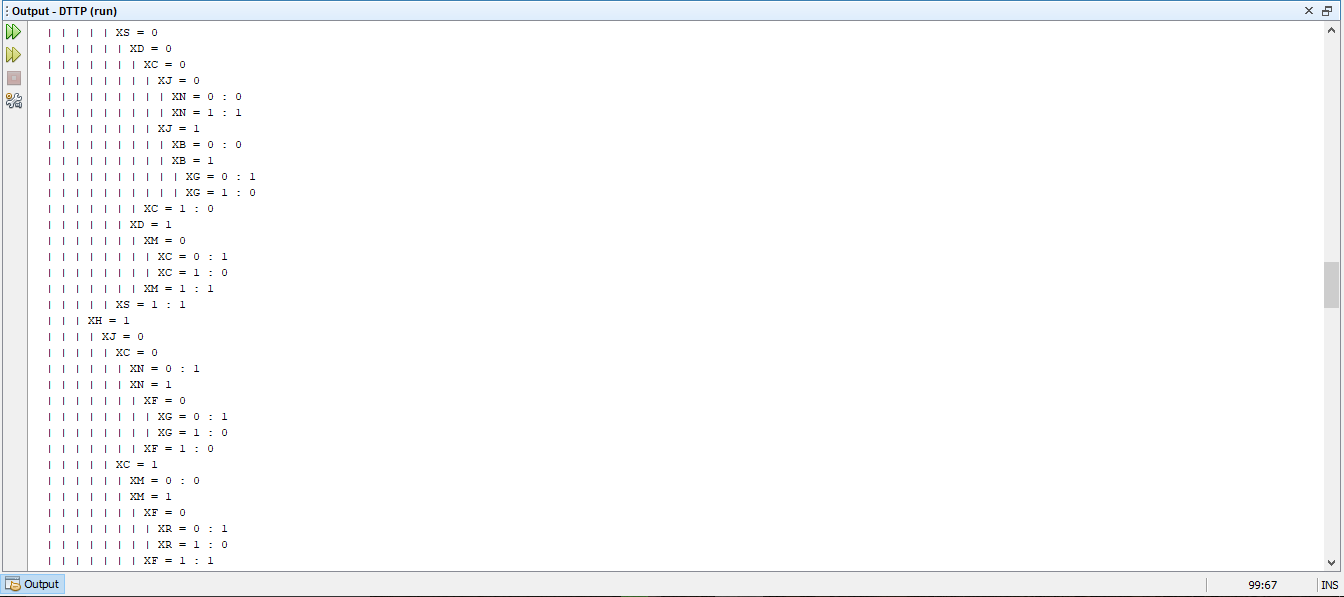 Output - DTTP (run)
| | | | | XS = 0
| | | | | | XD = 0
| | | | | | | XC = 0
| | | | | | | | XJ = 0
| | | | | | | | | XN = 0 : 0
| | | | | | | | | XN = 1 : 1
| | | | | | | | XJ = 1
| | | | | | | | | XB = 0 : 0
| | | | | | | | | XB = 1
| | | | | | | | | | XG = 0 : 1
| | | | | | | | | | XG = 1 : 0
| | | | | | | XC = 1 : 0
| | | | | | XD = 1
| | | | | | | XM = 0
| | | | | | | | XC = 0 : 1
| | | | | | | | XC = 1 : 0
| | | | | | | XM = 1 : 1
| | | | | XS = 1 : 1
| | | XH = 1
| | | | XJ = 0
| | | | | XC = 0
| | | | | | XN = 0 : 1
| | | | | | XN = 1
| | | | | | | XF = 0
| | | | | | | | XG = 0 : 1
| | | | | | | | XG = 1 : 0
| | | | | | | XF = 1 : 0
| | | | | XC = 1
| | | | | | XM = 0 : 0
| | | | | | XM = 1
| | | | | | | XF = 0
| | | | | | | | XR = 0 : 1
| | | | | | | | XR = 1 : 0
| | | | | | | XF = 1 : 1
Output
99:67
INS